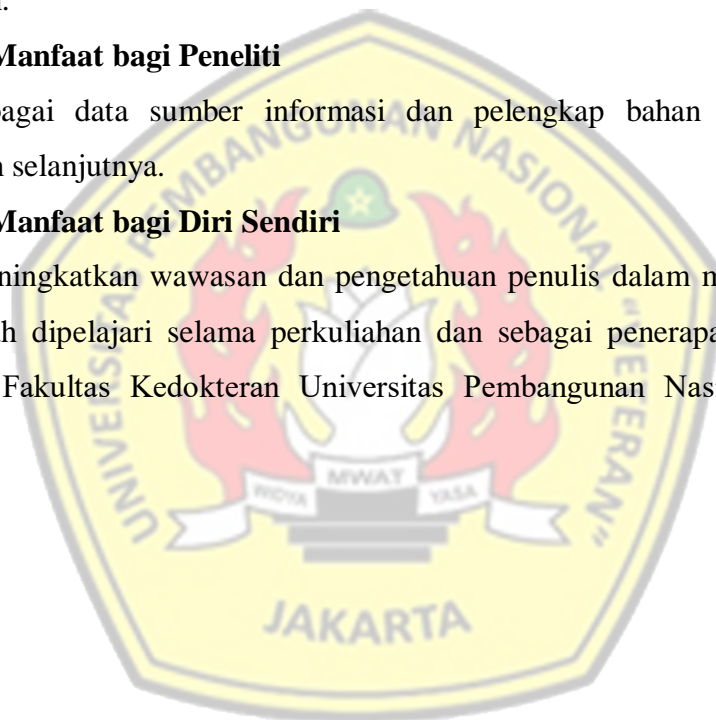 i.
Manfaat bagi Peneliti
bagai data sumber informasi dan pelengkap bahan
n selanjutnya.
Manfaat bagi Diri Sendiri
ningkatkan wawasan dan pengetahuan penulis dalam m
ah dipelajari selama perkuliahan dan sebagai penerapa
Fakultas Kedokteran Universitas Pembangunan Nas
UNIVERSITAS PEMBANGUNAN NASIONAL "VETERAN"
WIDYA MWAT YASA
JAKARTA